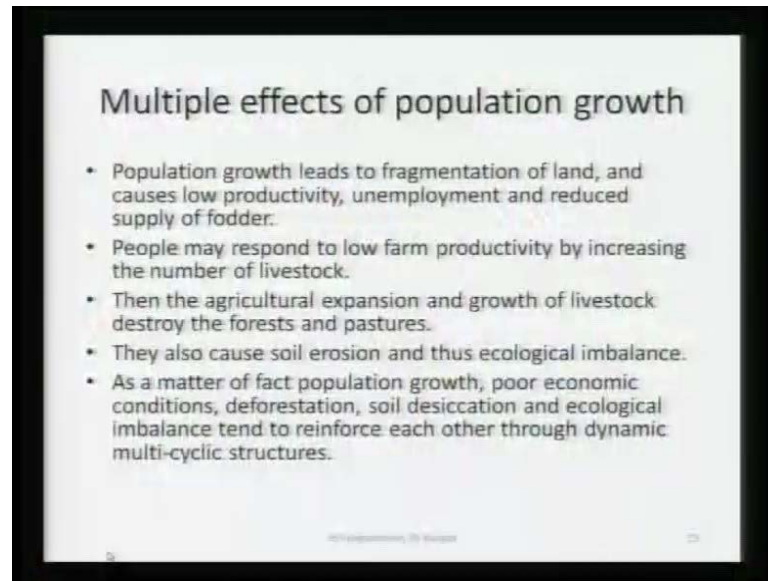 Multiple effects of population growth
• Population growth leads to fragmentation of land, and
causes low productivity, unemployment and reduced
supply of fodder.
• People may respond to low farm productivity by increasing
the number of livestock.
• Then the agricultural expansion and growth of livestock
destroy the forests and pastures.
• They also cause soil erosion and thus ecological imbalance.
• As a matter of fact population growth, poor economic
conditions, deforestation, soil desiccation and ecological
imbalance tend to reinforce each other through dynamic
multi-cyclic structures.